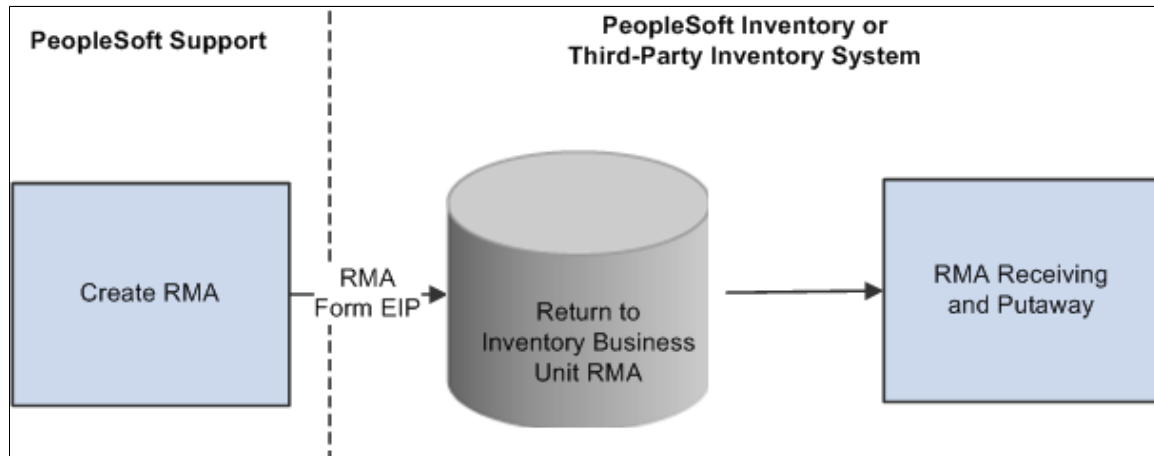 PeopleSoft Support
PeopleSoft Inventory or
Third-Party Inventory System
Create RMA
RMA
Form EIP
Return to
Inventory Business
Unit RMA
RMA Receiving
and Putaway